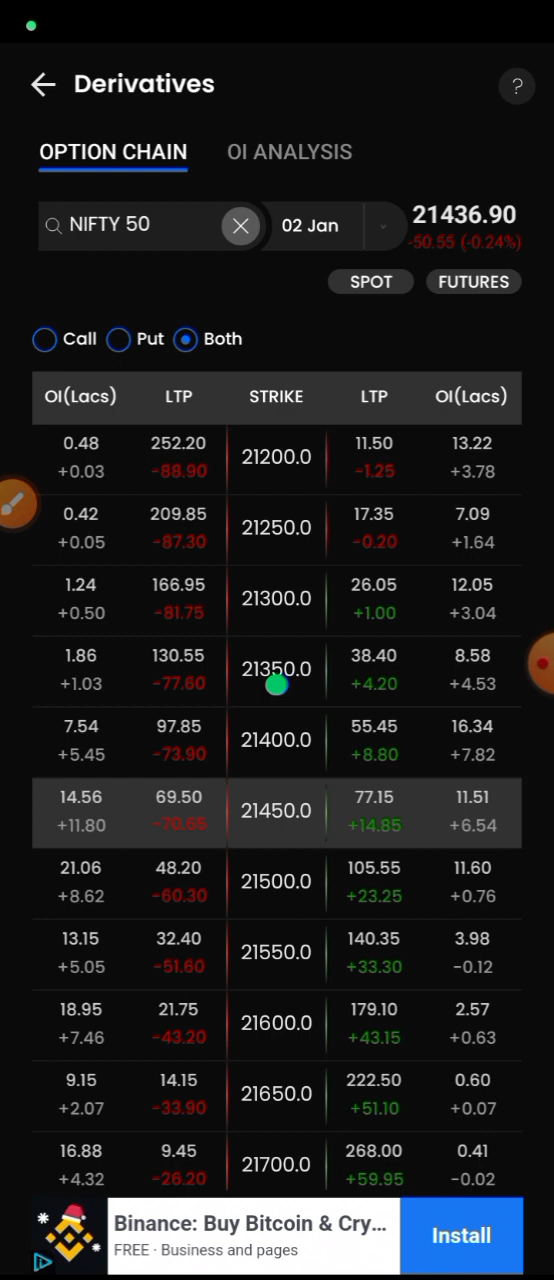 Derivatives
?
OPTION CHAIN OI ANALYSIS
NIFTY 50 02 Jan 21436.90
-50.55 (-0.24%)
SPOT FUTURES
Call Put Both
OI(Lacs) LTP STRIKE LTP OI(Lacs)
0.48 252.20 21200.0 11.50 13.22
+0.03 -88.90 -1.25 +3.78
0.42 209.85 21250.0 17.35 7.09
+0.05 -87.30 -0.20 +1.64
1.24 166.95 21300.0 26.05 12.05
+0.50 -81.75 +1.00 +3.04
1.86 130.55 21350.0 38.40 8.58
+1.03 -77.60 +4.20 +4.53
7.54 97.85 21400.0 55.45 16.34
+5.45 -73.90 +8.80 +7.82
14.56 69.50 21450.0 77.15 11.51
+11.80 -70.65 +14.85 +6.54
21.06 48.20 21500.0 105.55 11.60
+8.62 -60.30 +23.25 +0.76
13.15 32.40 21550.0 140.35 3.98
+5.05 -51.60 +33.30 -0.12
18.95 21.75 21600.0 179.10 2.57
+7.46 -43.20 +43.15 +0.63
9.15 14.15 21650.0 222.50 0.60
+2.07 -33.90 +51.10 +0.07
16.88 9.45 21700.0 268.00 0.41
+4.32 -26.20 +59.95 -0.02
Binance: Buy Bitcoin & Cry...
FREE · Business and pages
Install